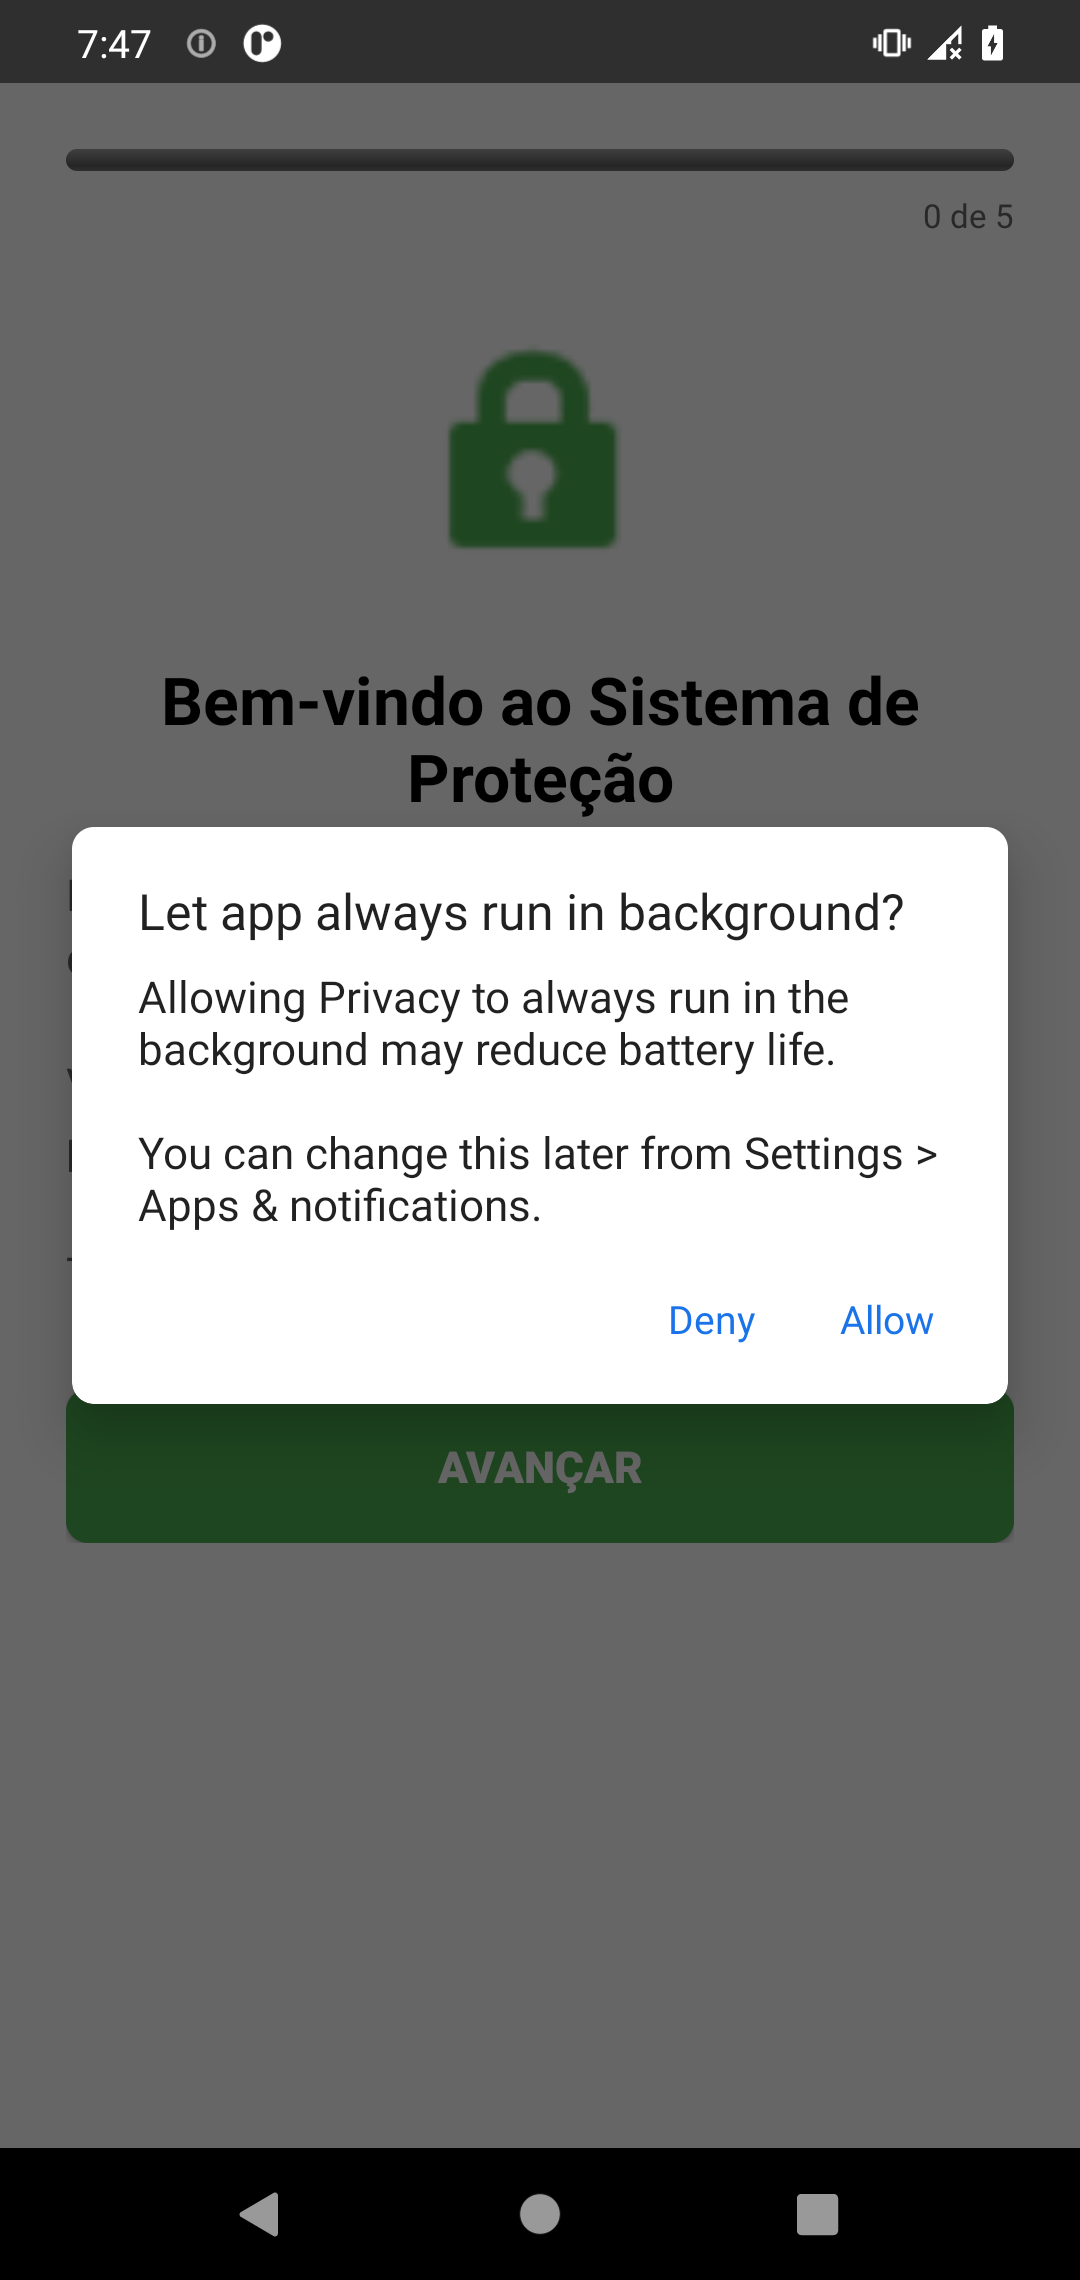 7:47
0 de 5
Bem-vindo ao Sistema de
Proteção
Let app always run in background?
Allowing Privacy to always run in the
background may reduce battery life.
You can change this later from Settings >
Apps & notifications.
Deny
Allow
AVANÇAR